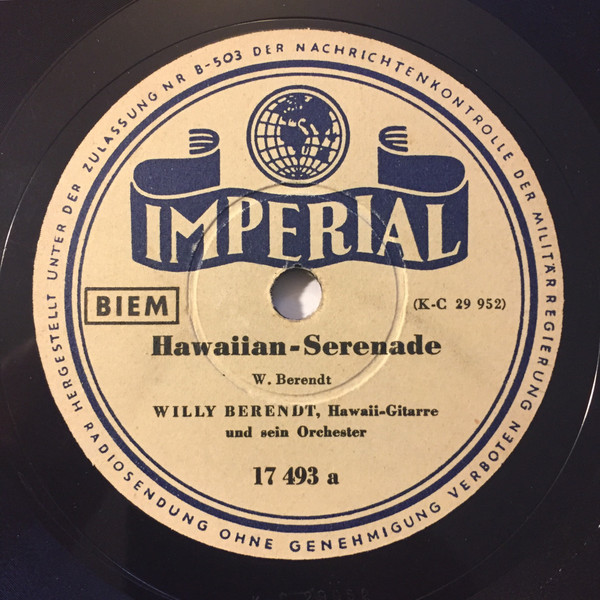 HERGESTELLT UNTER DER ZULASSUNG NR B-503 DER NACHRICHTENKONTROLLE DER MILITÄRREGIERUNG
RADIOSENDUNG OHNE GENEHMIGUNG VERBOTEN
IMPERIAL
BIEM
(K-C 29 952)
Hawaiian-Serenade
W. Berendt
WILLY BERENDT, Hawaii-Gitarre
und sein Orchester
17 493 a